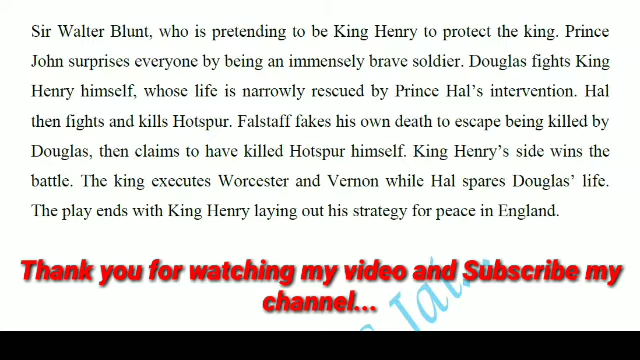 Sir Walter Blunt, who is pretending to be King Henry to protect the king. Prince
John surprises everyone by being an immensely brave soldier. Douglas fights King
Henry himself, whose life is narrowly rescued by Prince Hal's intervention. Hal
then fights and kills Hotspur. Falstaff fakes his own death to escape being killed by
Douglas, then claims to have killed Hotspur himself. King Henry's side wins the
battle. The king executes Worcester and Vernon while Hal spares Douglas' life.
The play ends with King Henry laying out his strategy for peace in England.
Thank you for watching my video and Subscribe my
channel...